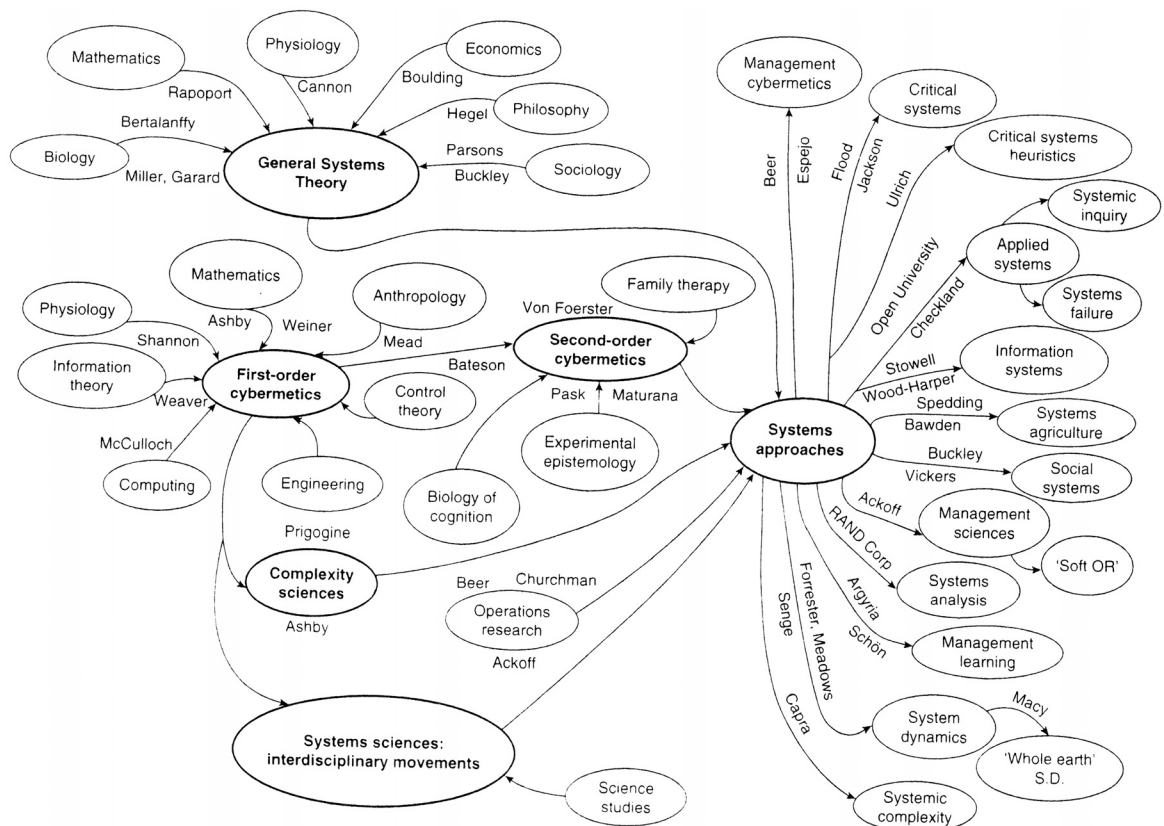 Mathematics
Rapoport
Physiology
Cannon
Economics
Boulding
Philosophy
Hegel
Bertalanffy
Biology
Miller, Garard
General Systems
Theory
Parsons
Buckley
Sociology
Mathematics
Ashby
Weiner
Physiology
Shannon
Anthropology
Mead
Information
theory
Weaver
First-order
cybermetics
McCulloch
Computing
Engineering
Control
theory
Bateson
Von Foerster
Family therapy
Second-order
cybermetics
Pask
Maturana
Experimental
epistemology
Biology of
cognition
Prigogine
Complexity
sciences
Ashby
Beer
Churchman
Operations
research
Ackoff
Systems sciences:
interdisciplinary movements
Science
studies
Systems
approaches
Management
cybermetics
Beer
Espejo
Critical
systems
Flood
Jackson
Critical systems
heuristics
Ulrich
Systemic
inquiry
Applied
systems
Open University
Checkland
Systems
failure
Information
systems
Stowell
Wood-Harper
Systems
agriculture
Spedding
Bawden
Social
systems
Buckley
Vickers
Management
sciences
Ackoff
'Soft OR'
RAND Corp
Systems
analysis
Argyria
Schön
Management
learning
Forrester, Meadows
Senge
System
dynamics
Macy
'Whole earth'
S.D.
Capra
Systemic
complexity